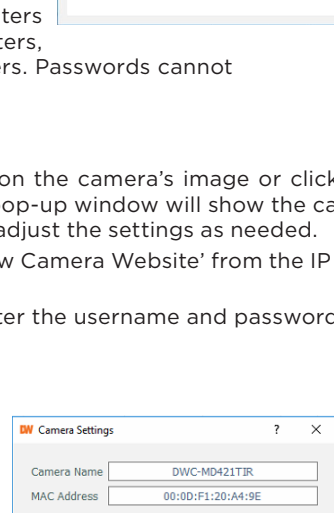 ters
ters,
ers. Passwords cannot
on the camera’s image or click
pop-up window will show the ca
adjust the settings as needed.
w Camera Website’ from the IP
ter the username and password
DW Camera Settings ? ×
Camera Name DWC-MD421TIR
MAC Address 00:0D:F1:20:A4:9E